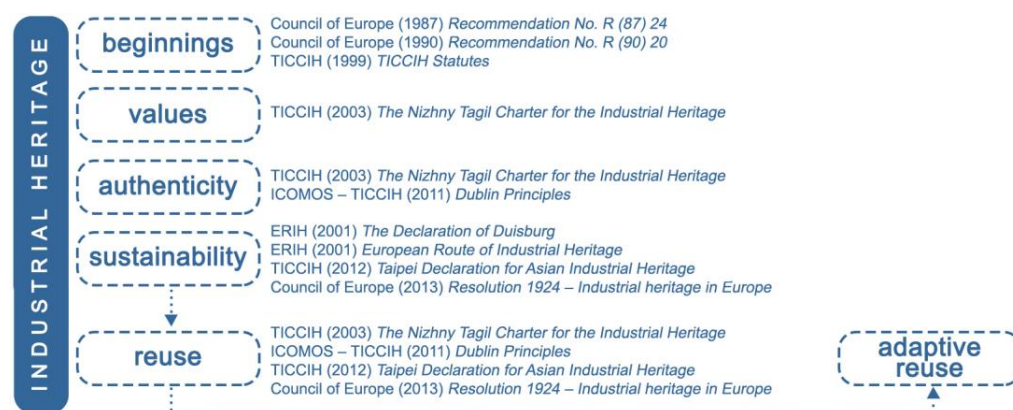 INDUSTRIAL HERITAGE
beginnings
Council of Europe (1987) Recommendation No. R (87) 24
Council of Europe (1990) Recommendation No. R (90) 20
TICCIH (1999) TICCIH Statutes
values
TICCIH (2003) The Nizhny Tagil Charter for the Industrial Heritage
authenticity
TICCIH (2003) The Nizhny Tagil Charter for the Industrial Heritage
ICOMOS – TICCIH (2011) Dublin Principles
sustainability
ERIH (2001) The Declaration of Duisburg
ERIH (2001) European Route of Industrial Heritage
TICCIH (2012) Taipei Declaration for Asian Industrial Heritage
Council of Europe (2013) Resolution 1924 – Industrial heritage in Europe
reuse
TICCIH (2003) The Nizhny Tagil Charter for the Industrial Heritage
ICOMOS – TICCIH (2011) Dublin Principles
TICCIH (2012) Taipei Declaration for Asian Industrial Heritage
Council of Europe (2013) Resolution 1924 – Industrial heritage in Europe
adaptive
reuse